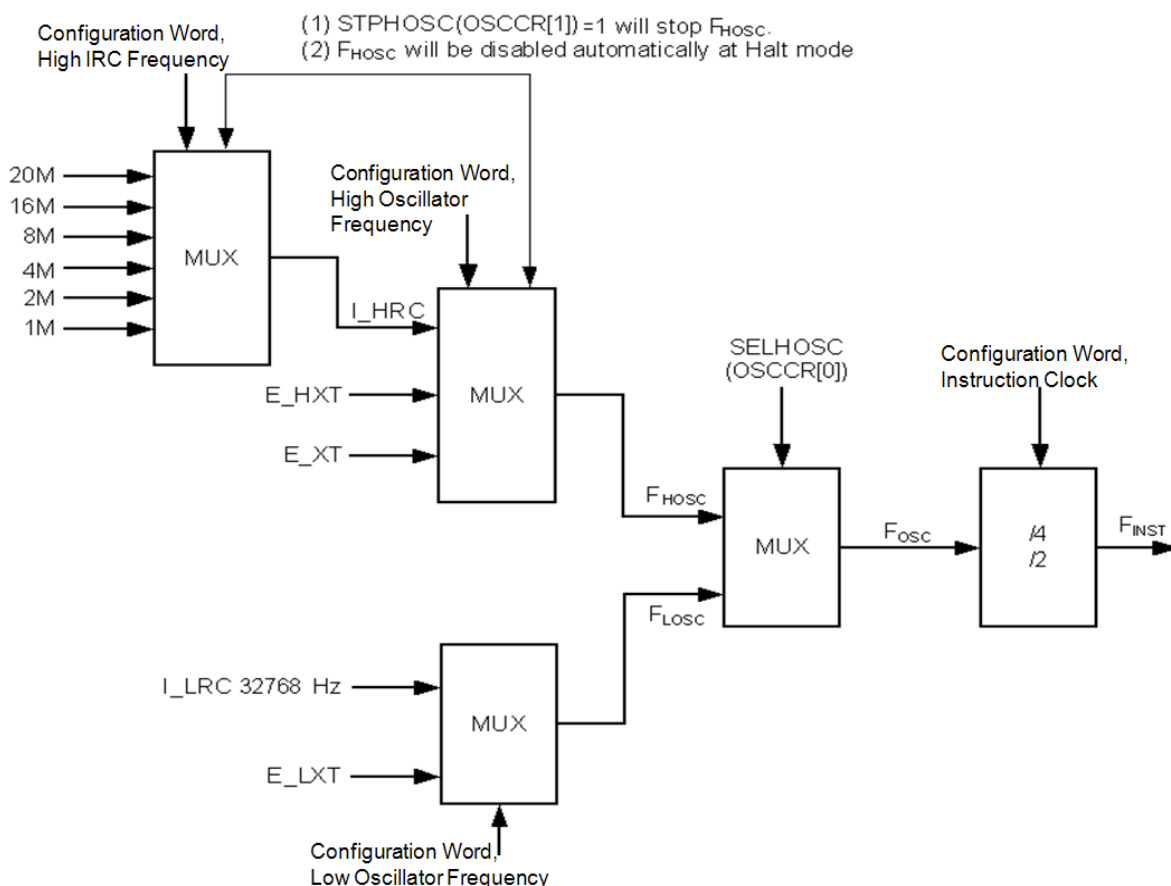 (1) STPHOSC(OSCCR[1])=1 will stop FHOSC.
(2) FHOSC will be disabled automatically at Halt mode
Configuration Word,
High IRC Frequency
20M
16M
8M
4M
2M
1M
MUX
I_HRC
Configuration Word,
High Oscillator
Frequency
E_HXT
E_XT
MUX
FHOSC
SELHOSC
(OSCCR[0])
MUX
FOSC
Configuration Word,
Instruction Clock
/4
/2
FINST
FLOSC
I_LRC 32768 Hz
E_LXT
MUX
Configuration Word,
Low Oscillator Frequency